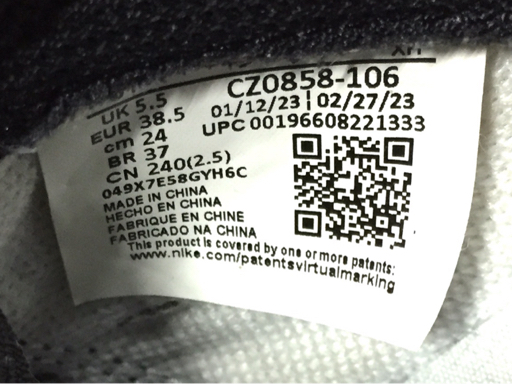 XH
UK 5.5
EUR 38.5
cm 24
BR 37
CN 240(2.5)
CZ0858-106
01/12/23 | 02/27/23
UPC 00196608221333
049X7E58GYH6C
MADE IN CHINA
HECHO EN CHINA
FABRIQUE EN CHINE
FABRICADO NA CHINA
This product is covered by one or more patents:
www.nike.com/patentsvirtualmarking